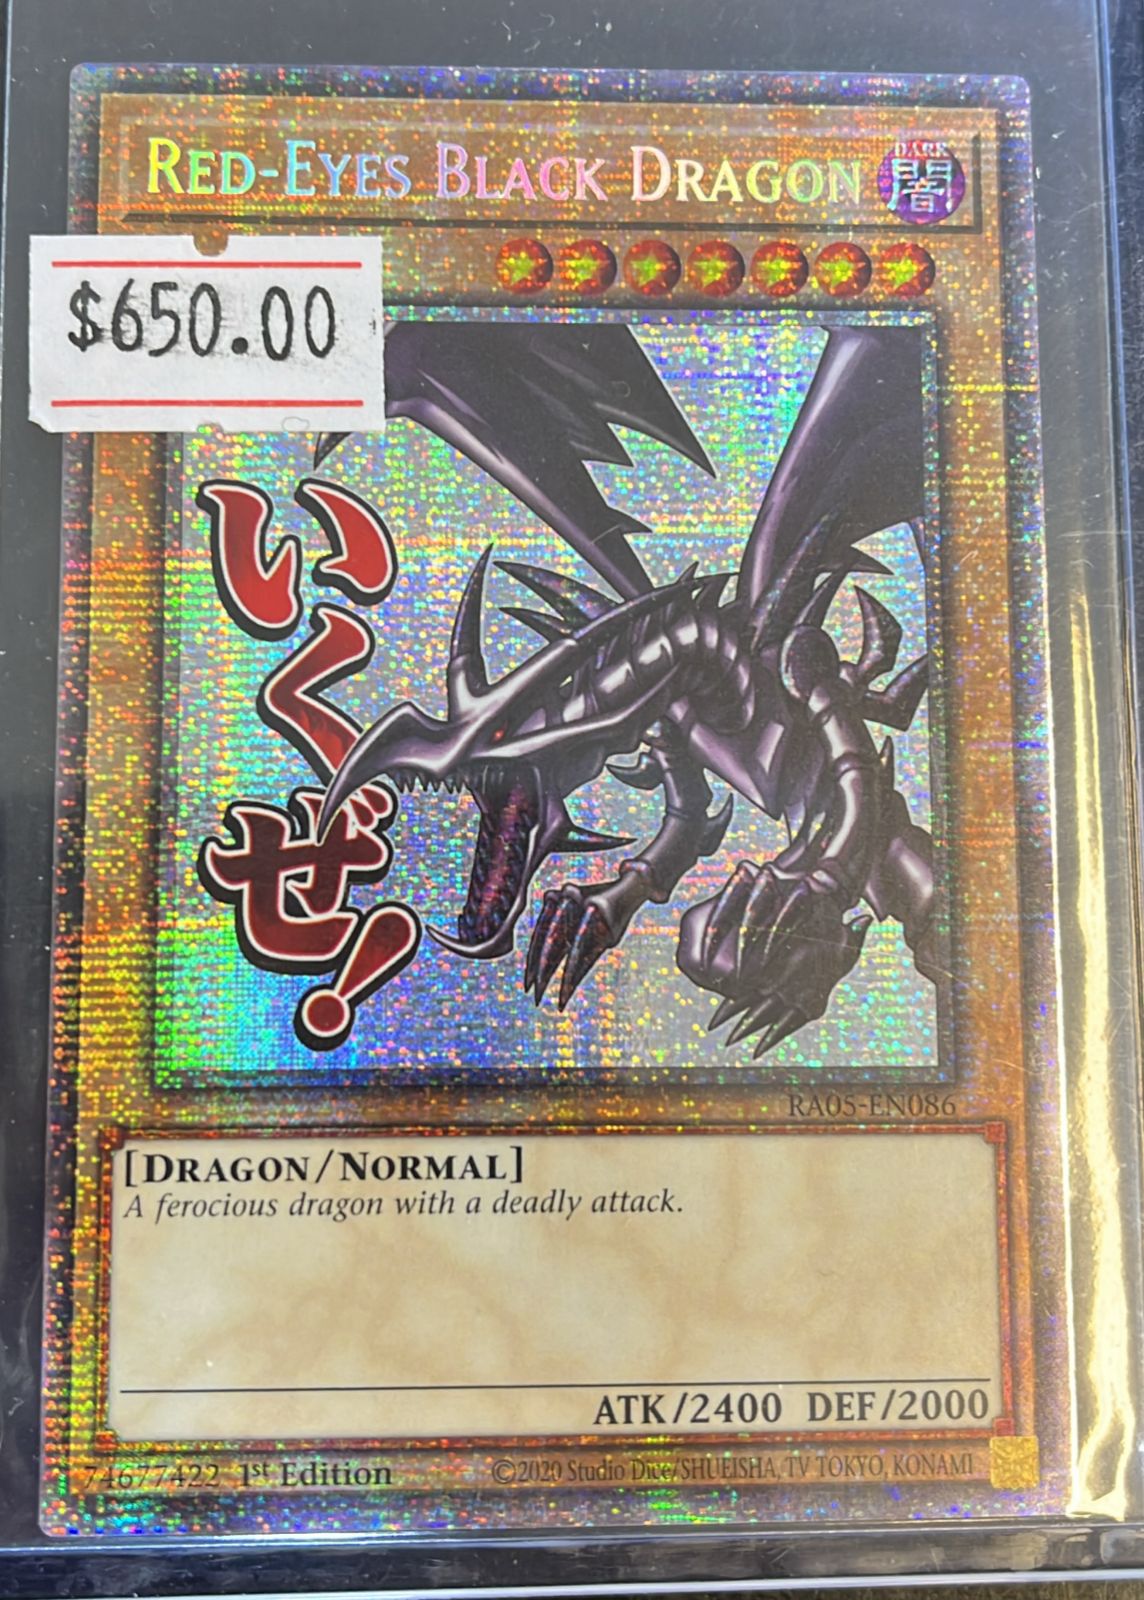 RED-EYES BLACK DRAGON
DARK
闇
$650.00
いくぜ!
RA05-EN086
[DRAGON/NORMAL]
A ferocious dragon with a deadly attack.
ATK/2400 DEF/2000
74677422 1st Edition
©2020 Studio Dice/SHUEISHA, TV TOKYO, KONAMI